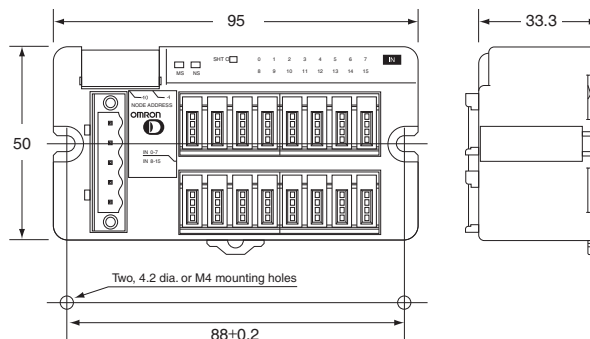 95
33.3
SHT 0
0 1 2 3 4 5 6 7
IN
MS NS
8 9 10 11 12 13 14 15
NODE ADDRESS
OMRON
50
IN 0-7
IN 8-15
Two, 4.2 dia. or M4 mounting holes
88±0.2